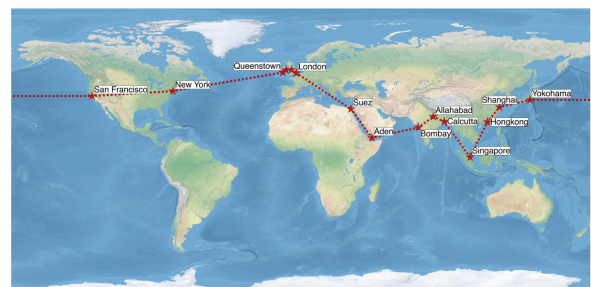 Queenstown
London
San Francisco
New York
Suez
Aden
Bombay
Allahabad
Calcutta
Singapore
Hongkong
Shanghai
Yokohama